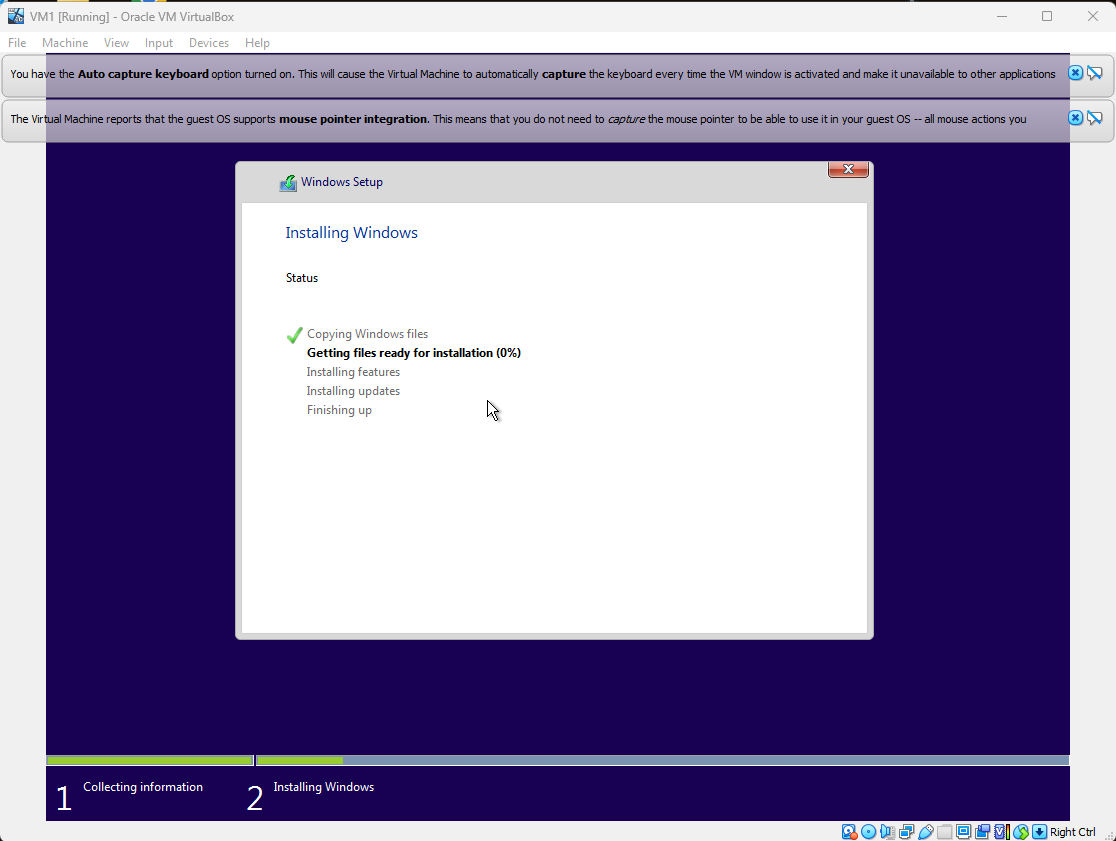 VM1 [Running] - Oracle VM VirtualBox
File Machine View Input Devices Help
You have the Auto capture keyboard option turned on. This will cause the Virtual Machine to automatically capture the keyboard every time the VM window is activated and make it unavailable to other applications
The Virtual Machine reports that the guest OS supports mouse pointer integration. This means that you do not need to capture the mouse pointer to be able to use it in your guest OS -- all mouse actions you
Windows Setup
Installing Windows
Status
Copying Windows files
Getting files ready for installation (0%)
Installing features
Installing updates
Finishing up
1 Collecting information 2 Installing Windows
Right Ctrl